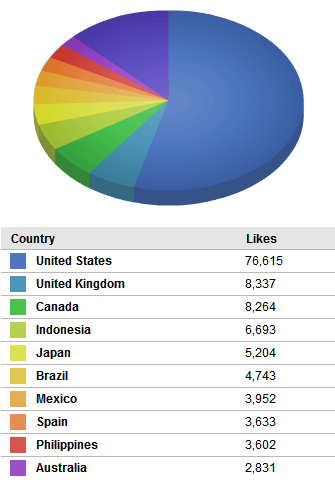 Country Likes
United States 76,615
United Kingdom 8,337
Canada 8,264
Indonesia 6,693
Japan 5,204
Brazil 4,743
Mexico 3,952
Spain 3,633
Philippines 3,602
Australia 2,831